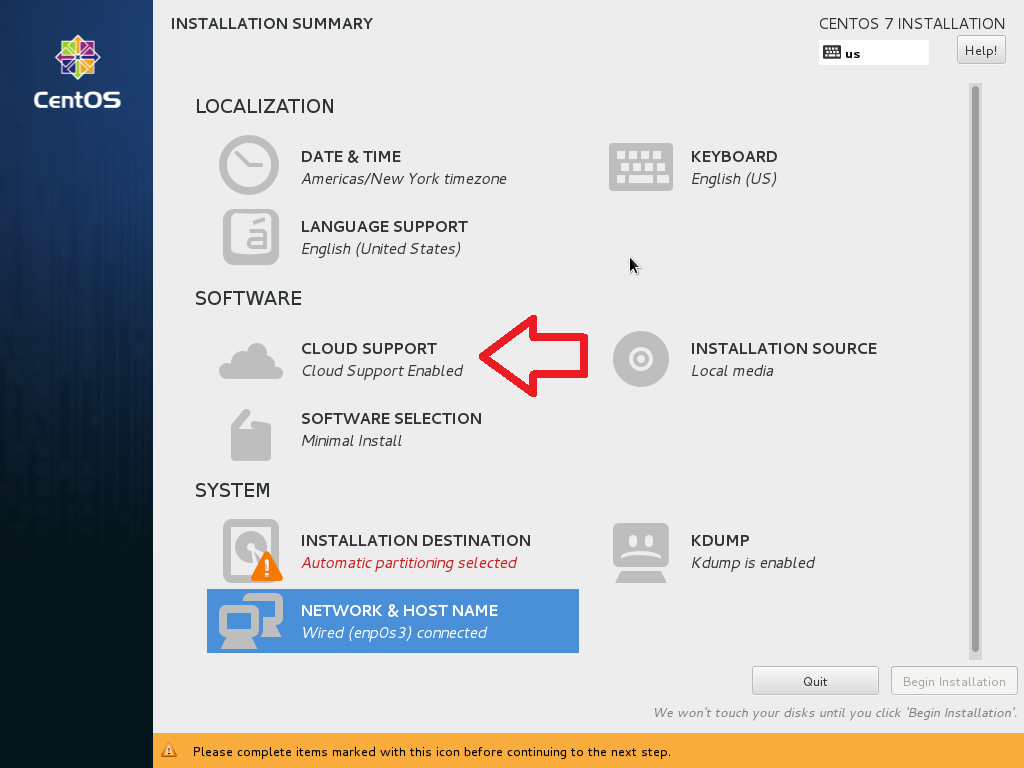 INSTALLATION SUMMARY
CENTOS 7 INSTALLATION
us
Help!
CentOS
LOCALIZATION
DATE & TIME
Americas/New York timezone
KEYBOARD
English (US)
LANGUAGE SUPPORT
English (United States)
SOFTWARE
CLOUD SUPPORT
Cloud Support Enabled
INSTALLATION SOURCE
Local media
SOFTWARE SELECTION
Minimal Install
SYSTEM
INSTALLATION DESTINATION
Automatic partitioning selected
KDUMP
Kdump is enabled
NETWORK & HOST NAME
Wired (enp0s3) connected
Quit
Begin Installation
We won't touch your disks until you click 'Begin Installation'.
Please complete items marked with this icon before continuing to the next step.